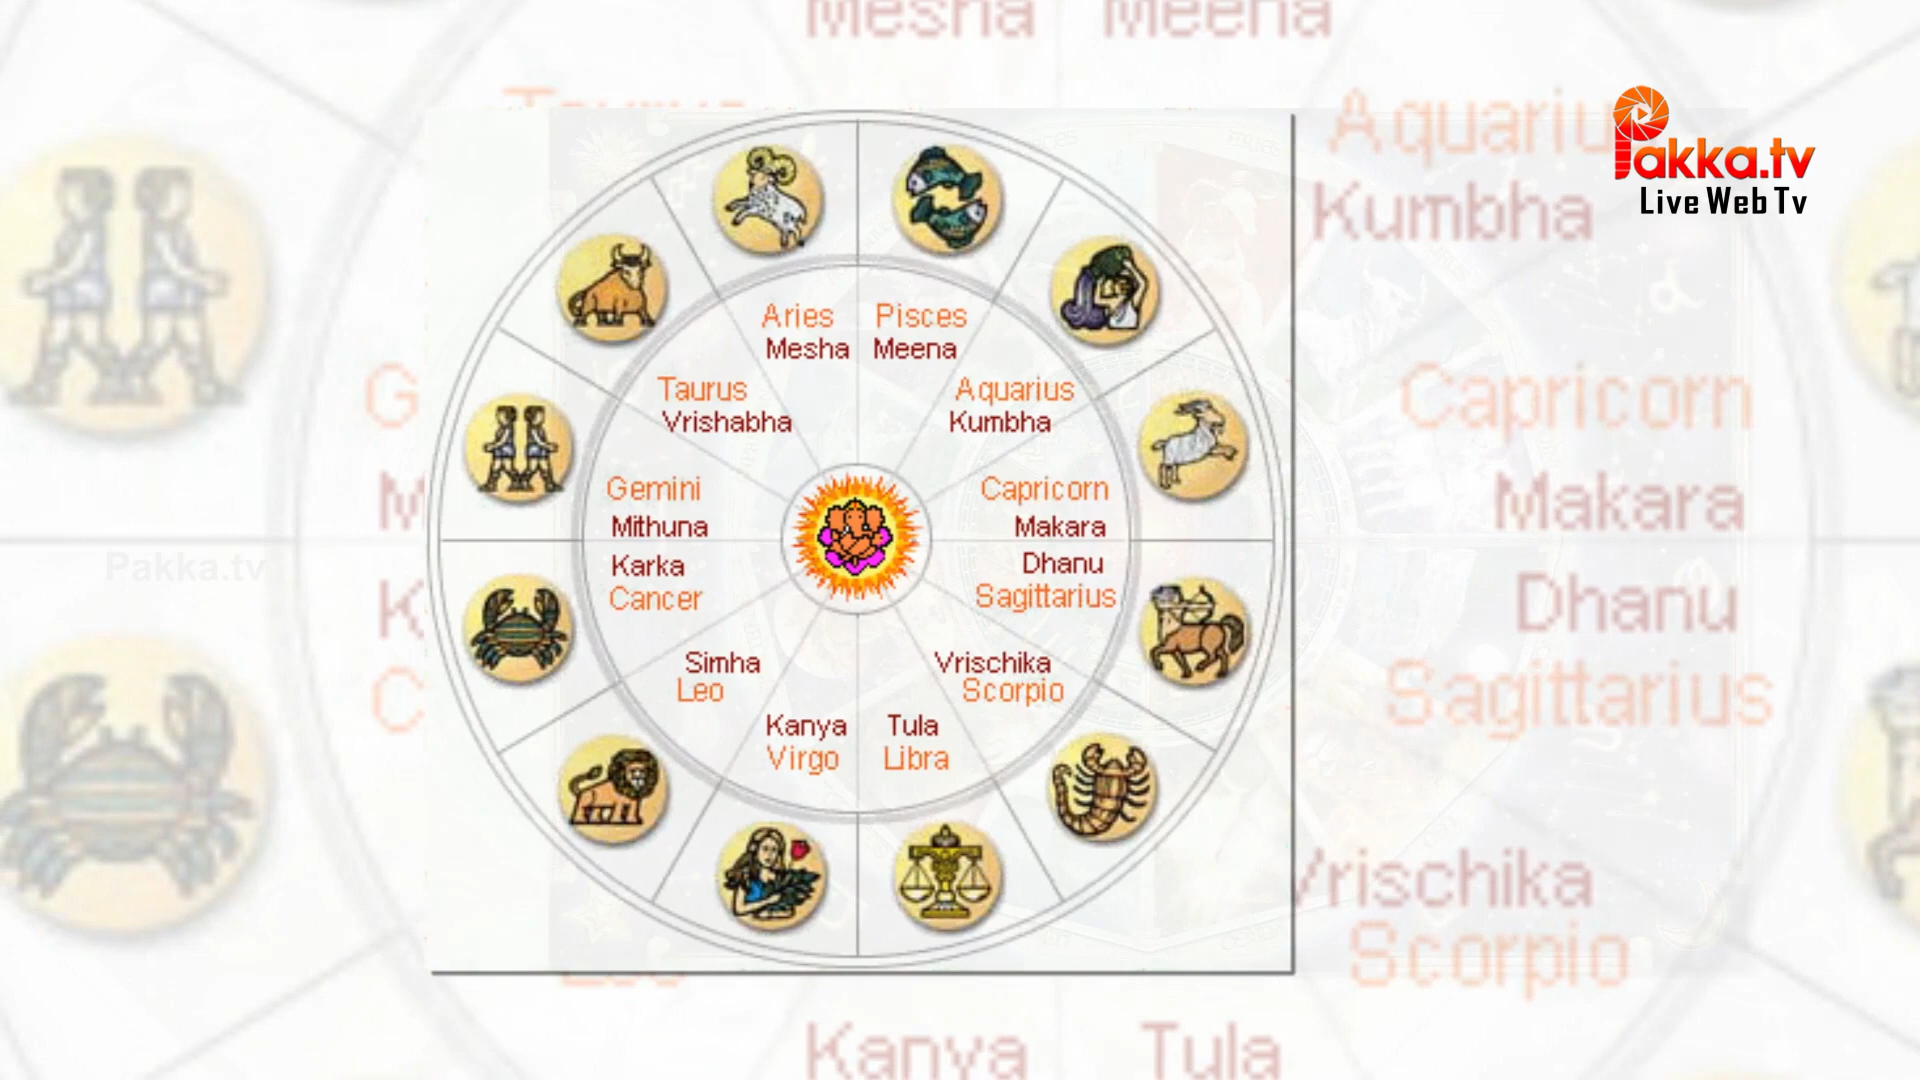 Mesha Meena
Aquarius
Kumbha
Pakka.tv
Live Web Tv
Aries Pisces
Mesha Meena
Taurus Aquarius
Vrishabha Kumbha
Gemini Capricorn
Mithuna Makara
Karka Dhanu
Cancer Sagittarius
Simha Vrischika
Leo Scorpio
Kanya Tula
Virgo Libra
Capricorn
Makara
Dhanu
Sagittarius
Vrischika
Scorpio
Kanya Tula
Pakka.tv